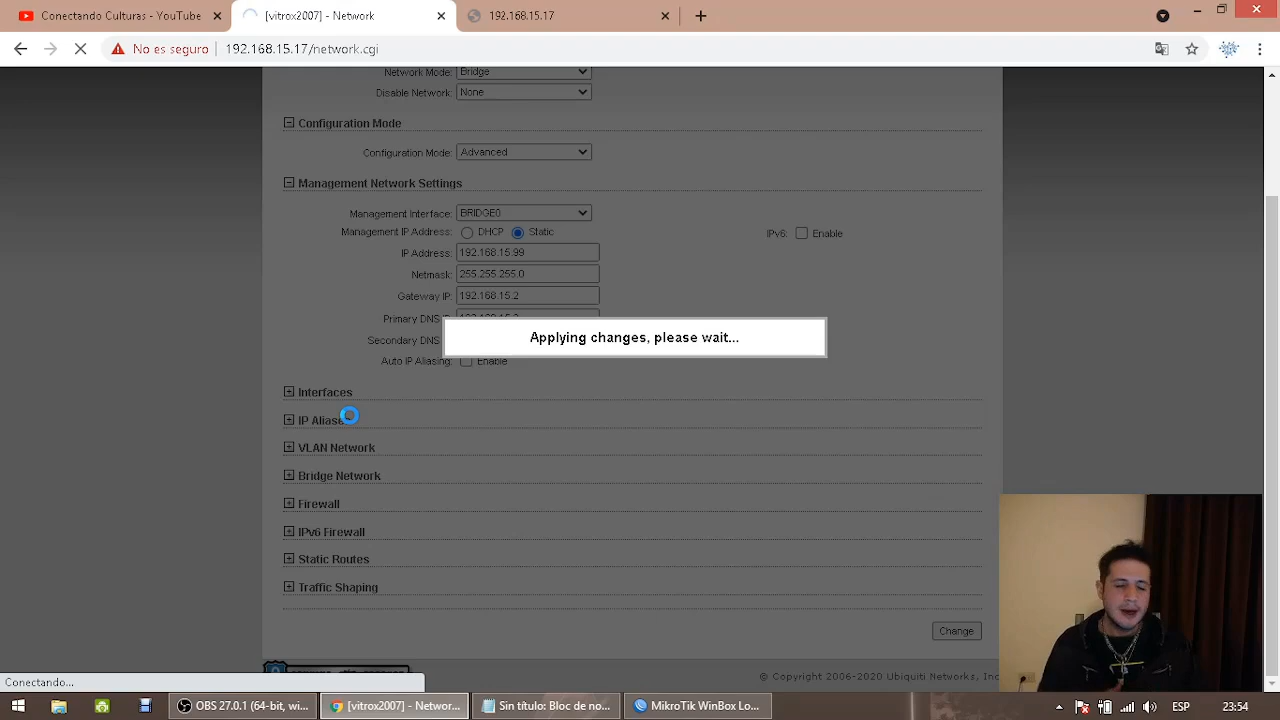 Conectando Culturas - YouTube
[vitrox2007] - Network
192.168.15.17
No es seguro
192.168.15.17/network.cgi
Network Mode: Bridge
Disable Network: None
Configuration Mode
Configuration Mode: Advanced
Management Network Settings
Management Interface: BRIDGE0
Management IP Address: DHCP Static
IPv6: Enable
IP Address: 192.168.15.99
Netmask: 255.255.255.0
Gateway IP: 192.168.15.2
Primary DNS
Applying changes, please wait...
Secondary DNS
Auto IP Aliasing: Enable
Interfaces
IP Aliase
VLAN Network
Bridge Network
Firewall
IPv6 Firewall
Static Routes
Traffic Shaping
Change
© Copyright 2006-2020 Ubiquiti Networks, Inc
Conectando...
OBS 27.0.1 (64-bit, wi...
[vitrox2007] - Networ...
Sin título: Bloc de no...
MikroTik WinBox Lo...
ESP
23:54